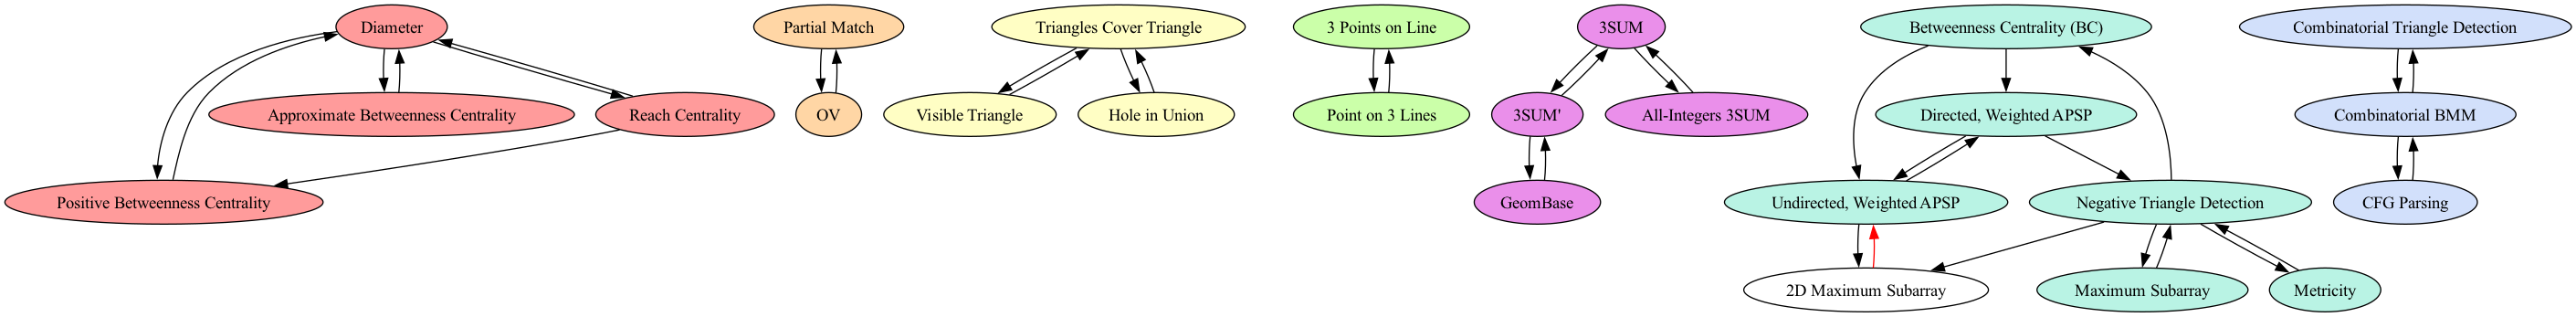 Diameter
Partial Match
Triangles Cover Triangle
3 Points on Line
3SUM
Betweenness Centrality (BC)
Combinatorial Triangle Detection
Approximate Betweenness Centrality
Reach Centrality
OV
Visible Triangle
Hole in Union
Point on 3 Lines
3SUM'
All-Integers 3SUM
Directed, Weighted APSP
Combinatorial BMM
Positive Betweenness Centrality
GeomBase
Undirected, Weighted APSP
Negative Triangle Detection
CFG Parsing
2D Maximum Subarray
Maximum Subarray
Metricity